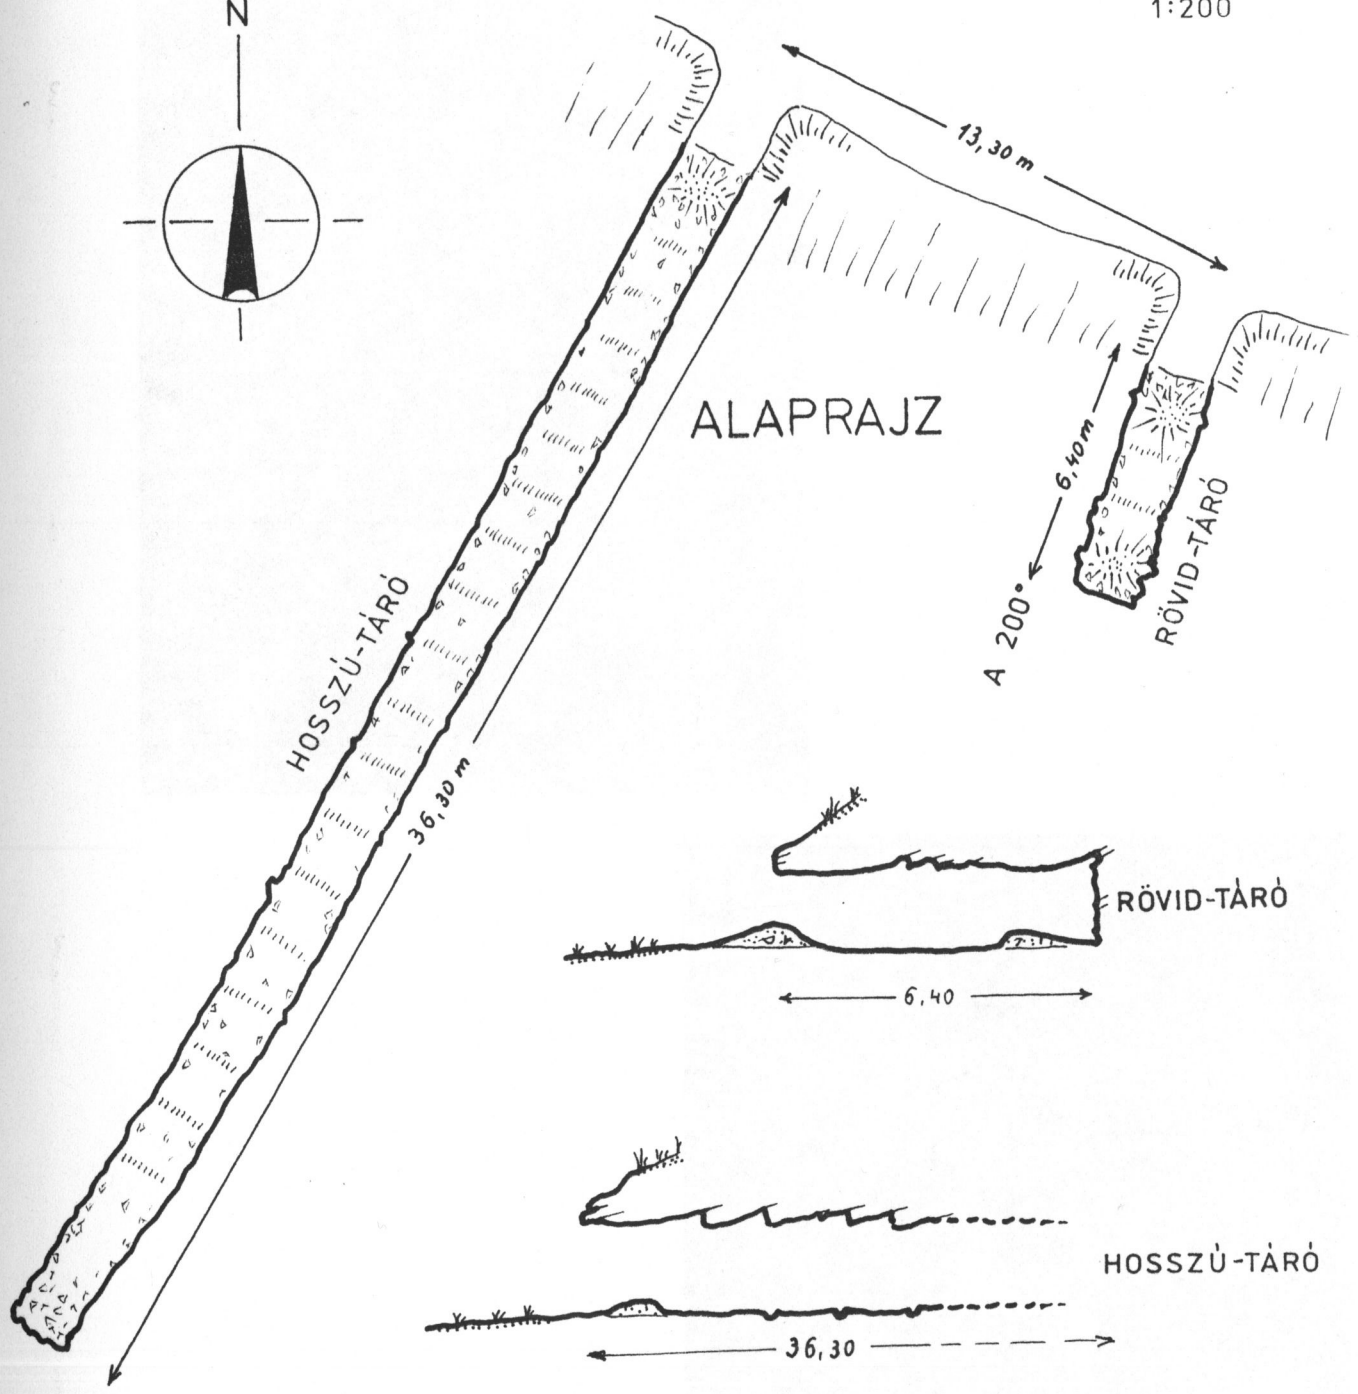 N
1:200
13,30 m
ALAPRAJZ
6,40m
A 200°
RÖVID-TÁRÓ
HOSSZÚ-TÁRÓ
36,30 m
RÖVID-TÁRÓ
6,40
HOSSZÚ-TÁRÓ
36,30